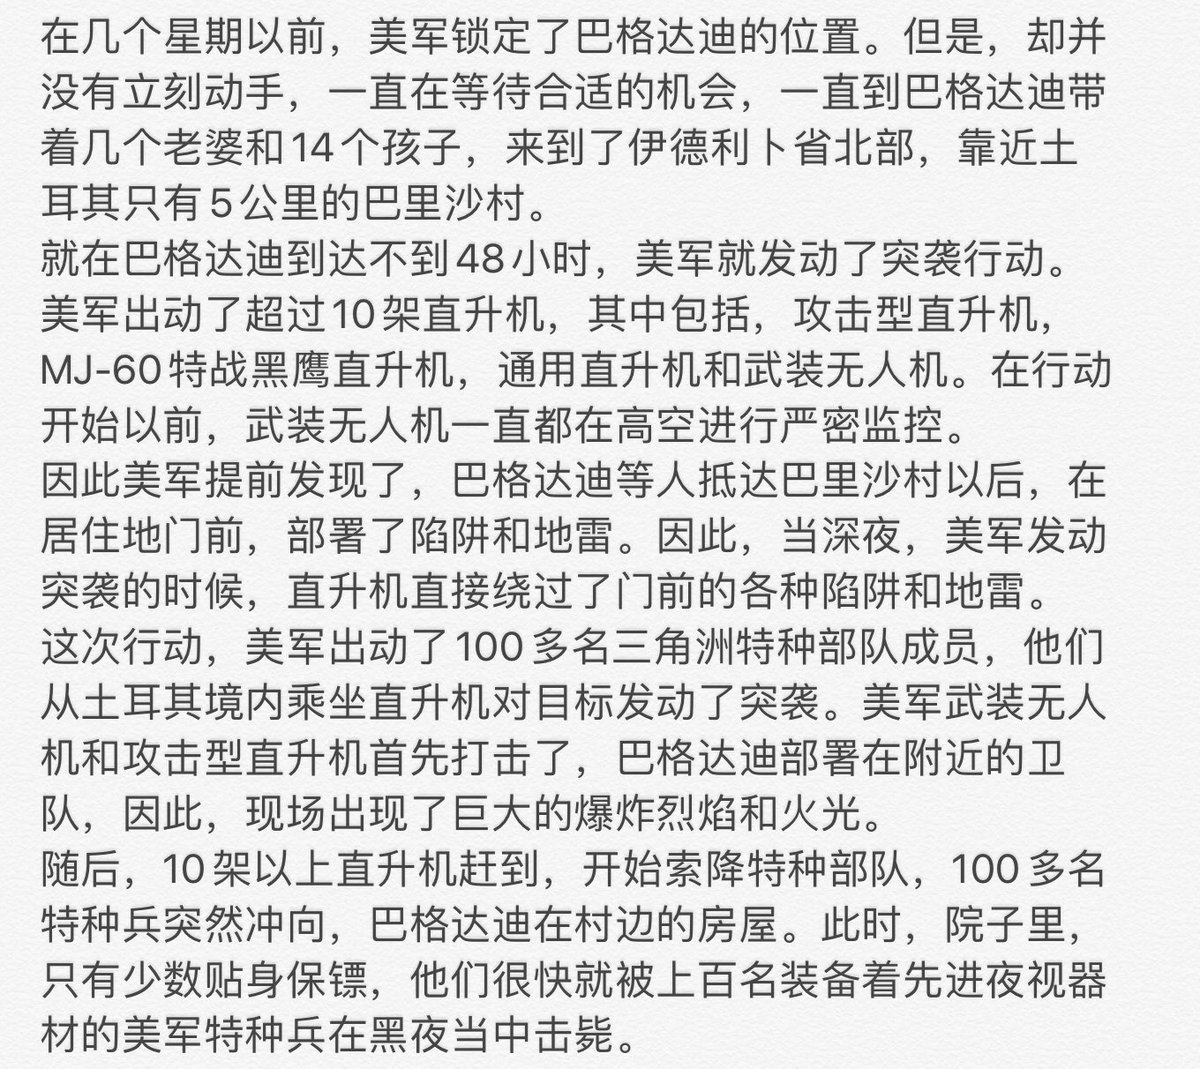 在几个星期以前，美军锁定了巴格达迪的位置。但是，却并
没有立刻动手，一直在等待合适的机会，一直到巴格达迪带
着几个老婆和14个孩子，来到了伊德利卜省北部，靠近土
耳其只有5公里的巴里沙村。
就在巴格达迪到达不到48小时，美军就发动了突袭行动。
美军出动了超过10架直升机，其中包括，攻击型直升机，
MJ-60特战黑鹰直升机，通用直升机和武装无人机。在行动
开始以前，武装无人机一直都在高空进行严密监控。
因此美军提前发现了，巴格达迪等人抵达巴里沙村以后，在
居住地门前，部署了陷阱和地雷。因此，当深夜，美军发动
突袭的时候，直升机直接绕过了门前的各种陷阱和地雷。
这次行动，美军出动了100多名三角洲特种部队成员，他们
从土耳其境内乘坐直升机对目标发动了突袭。美军武装无人
机和攻击型直升机首先打击了，巴格达迪部署在附近的卫
队，因此，现场出现了巨大的爆炸烈焰和火光。
随后，10架以上直升机赶到，开始索降特种部队，100多名
特种兵突然冲向，巴格达迪在村边的房屋。此时，院子里，
只有少数贴身保镖，他们很快就被上百名装备着先进夜视器
材的美军特种兵在黑夜当中击毙。